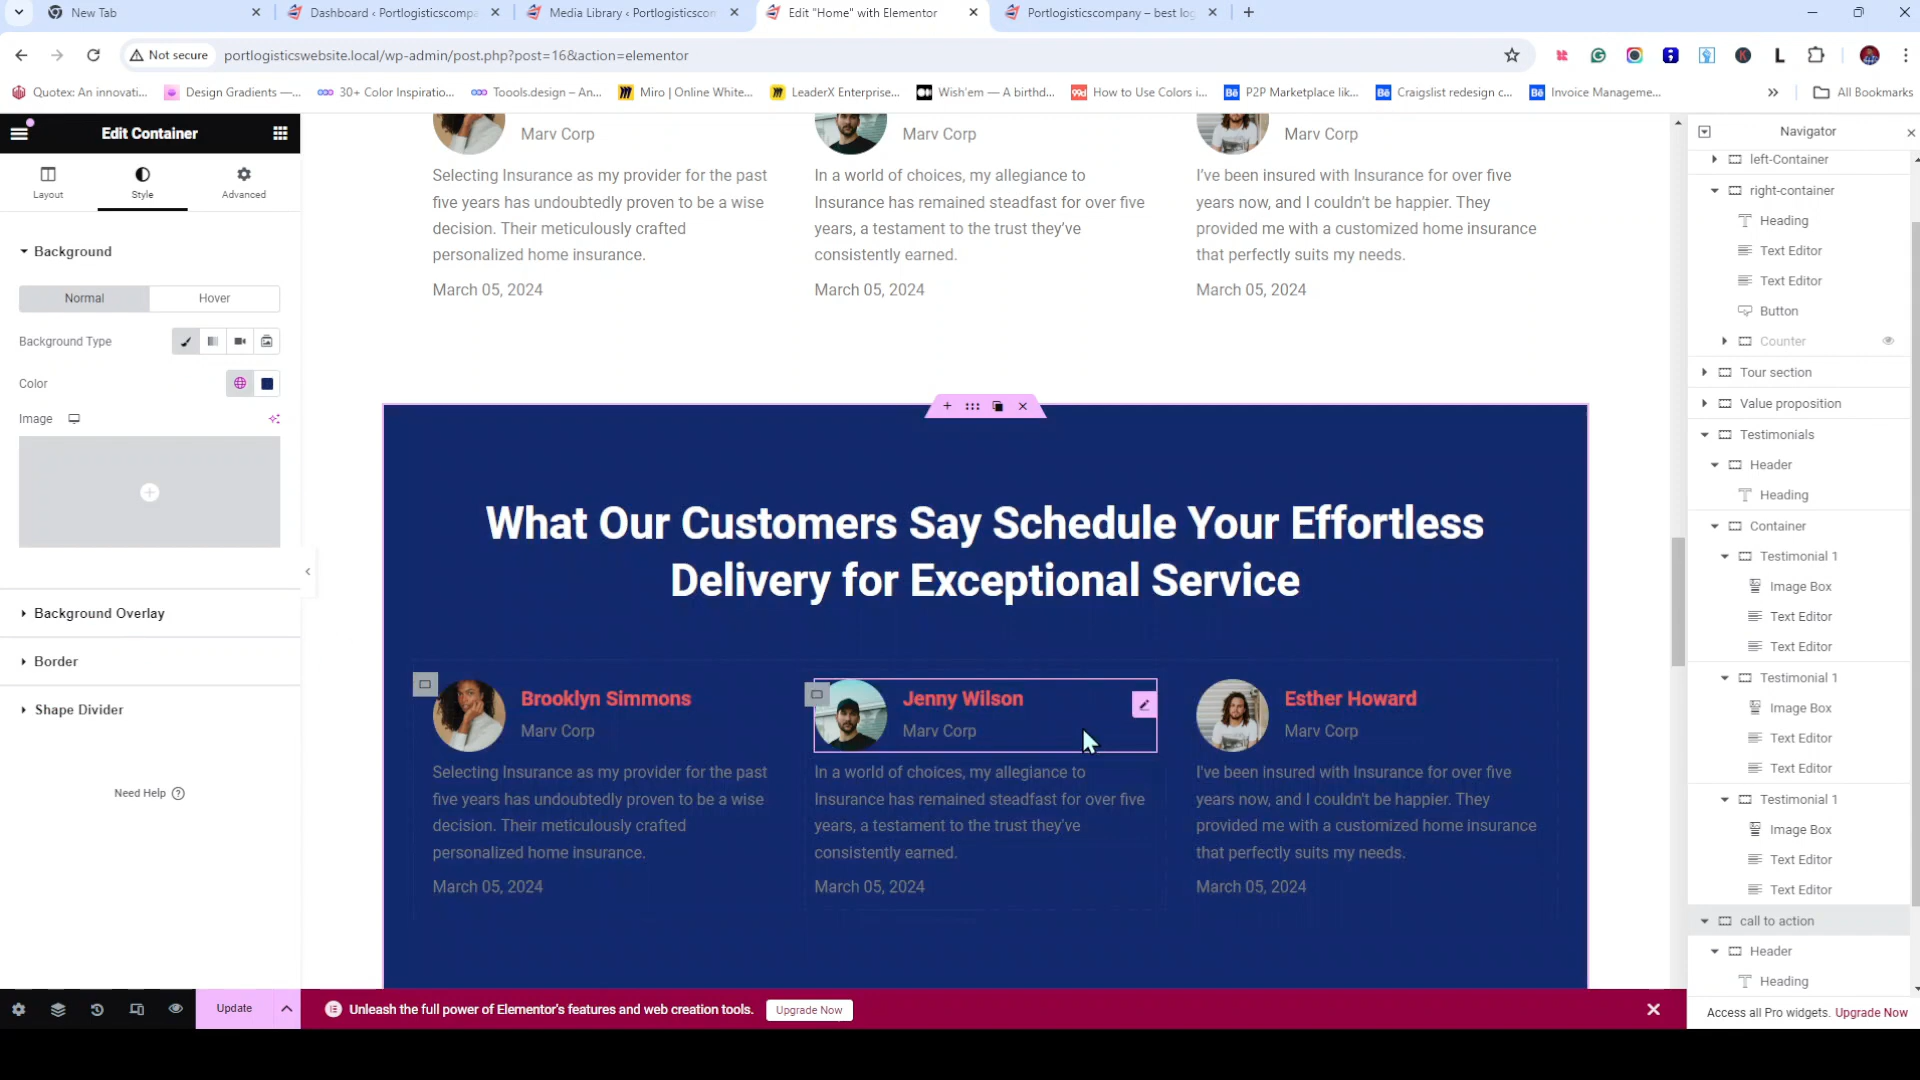 New Tab
Dashboard ‹ Portlogisticscompa
Media Library ‹ Portlogisticscon
Edit "Home" with Elementor
Portlogisticscompany – best log
Not secure
portlogisticswebsite.local/wp-admin/post.php?post=16&action=elementor
Quotex: An innovati...
Design Gradients —...
30+ Color Inspiratio...
Toools.design – An...
Miro | Online White...
LeaderX Enterprise...
Wish'em — A birthd...
How to Use Colors i...
P2P Marketplace lik...
Craigslist redesign c...
Invoice Manageme...
All Bookmarks
Edit Container
Layout
Style
Advanced
Background
Normal
Hover
Background Type
Color
Image
Background Overlay
Border
Shape Divider
Need Help
Update
Marv Corp
Marv Corp
Marv Corp
Selecting Insurance as my provider for the past
five years has undoubtedly proven to be a wise
decision. Their meticulously crafted
personalized home insurance.
March 05, 2024
In a world of choices, my allegiance to
Insurance has remained steadfast for over five
years, a testament to the trust they've
consistently earned.
March 05, 2024
I've been insured with Insurance for over five
years now, and I couldn't be happier. They
provided me with a customized home insurance
that perfectly suits my needs.
March 05, 2024
What Our Customers Say Schedule Your Effortless
Delivery for Exceptional Service
Brooklyn Simmons
Marv Corp
Selecting Insurance as my provider for the past
five years has undoubtedly proven to be a wise
decision. Their meticulously crafted
personalized home insurance.
March 05, 2024
Jenny Wilson
Marv Corp
In a world of choices, my allegiance to
Insurance has remained steadfast for over five
years, a testament to the trust they've
consistently earned.
March 05, 2024
Esther Howard
Marv Corp
I've been insured with Insurance for over five
years now, and I couldn't be happier. They
provided me with a customized home insurance
that perfectly suits my needs.
March 05, 2024
Unleash the full power of Elementor's features and web creation tools.
Upgrade Now
Navigator
left-Container
right-container
Heading
Text Editor
Text Editor
Button
Counter
Tour section
Value proposition
Testimonials
Header
Heading
Container
Testimonial 1
Image Box
Text Editor
Text Editor
Testimonial 1
Image Box
Text Editor
Text Editor
Testimonial 1
Image Box
Text Editor
Text Editor
call to action
Header
Heading
Access all Pro widgets. Upgrade Now